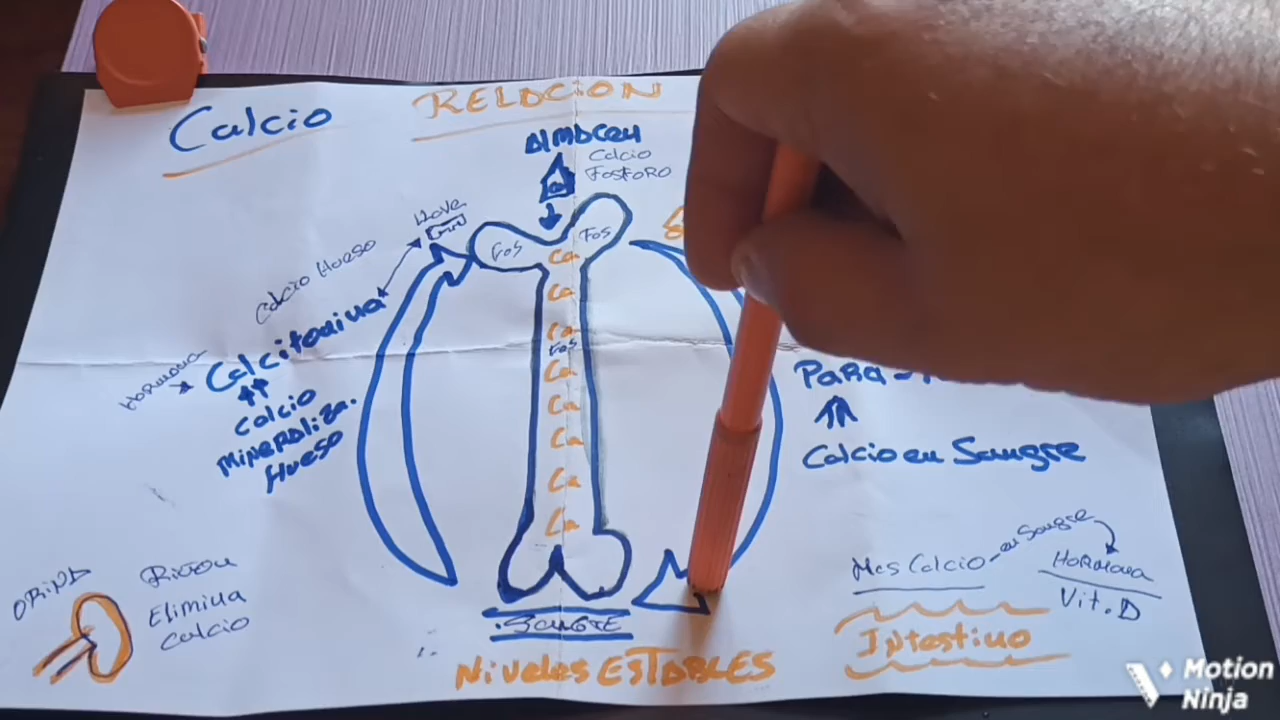 Calcio
RELACION
Almacen
Calcio
FOSFORO
Llave
Fos
Fos
Ca
Ca
Ca
Fos
Ca
Ca
Ca
Ca
Ca
Calcio Hueso
Hormona
Calcitonina
Calcio
mineraliza.
Hueso
Para
Calcio en Sangre
Mas Calcio - en Sangre
Hormona
Vit. D
Intestino
ORINA
Riñon
Elimina
Calcio
.SANGRE
Niveles ESTABLES
Motion
Ninja